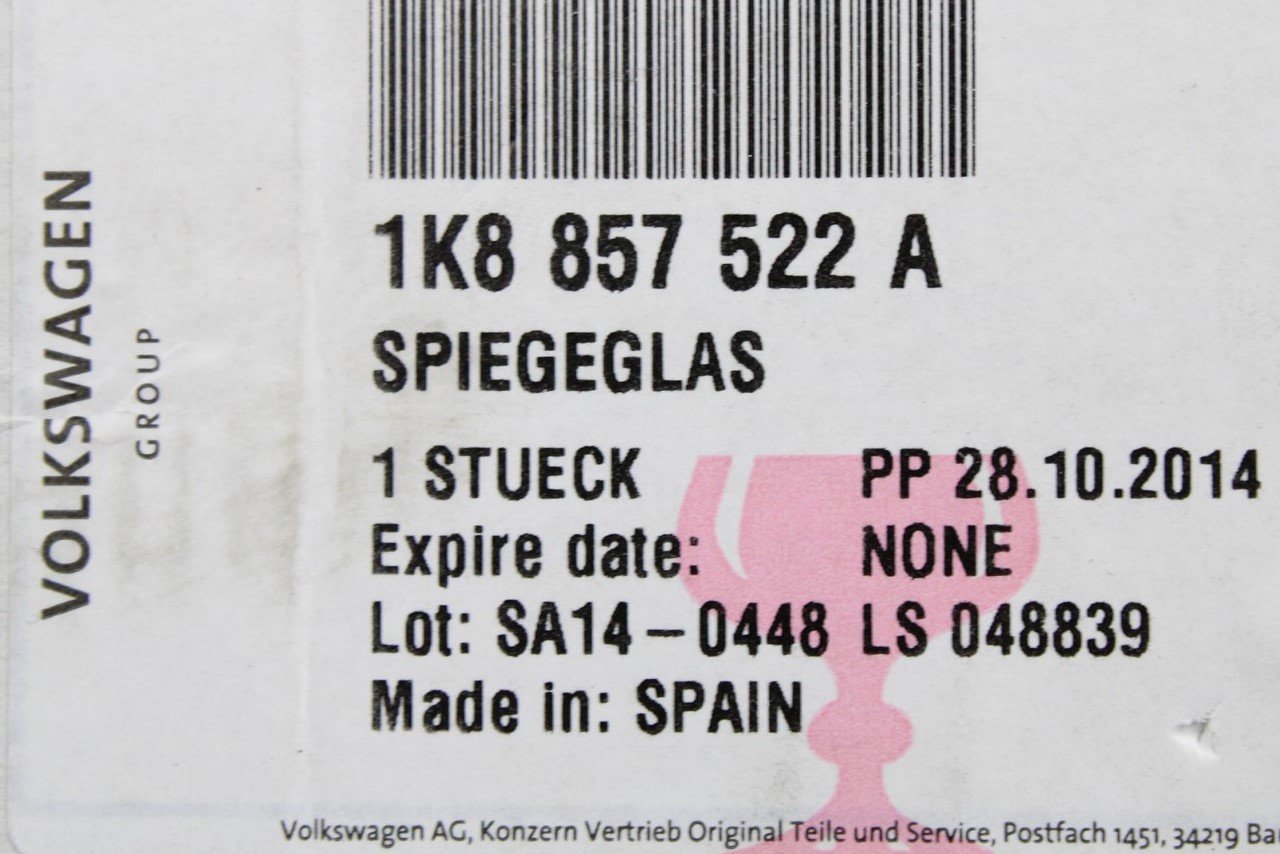 VOLKSWAGEN
GROUP
1K8 857 522 A
SPIEGEGLAS
1 STUECK PP 28.10.2014
Expire date: NONE
Lot: SA14-0448 LS 048839
Made in: SPAIN
Volkswagen AG, Konzern Vertrieb Original Teile und Service, Postfach 1451, 34219